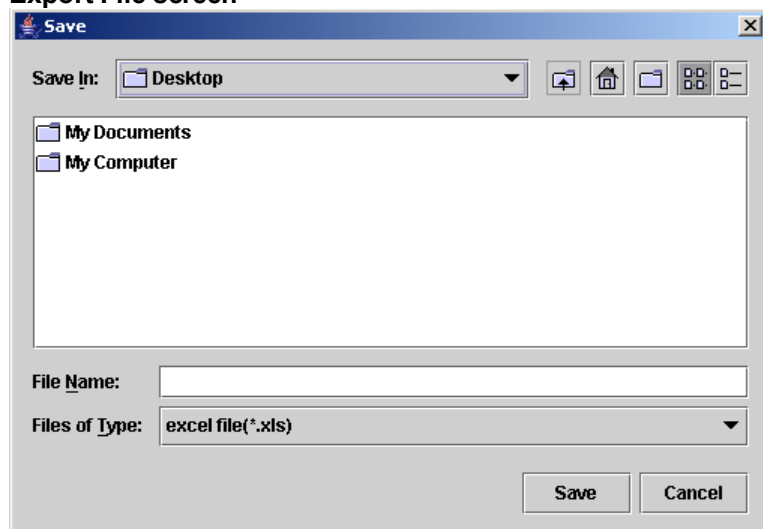 Export File screen
Save
Save In: Desktop
My Documents
My Computer
File Name:
Files of Type: excel file(*.xls)
Save Cancel